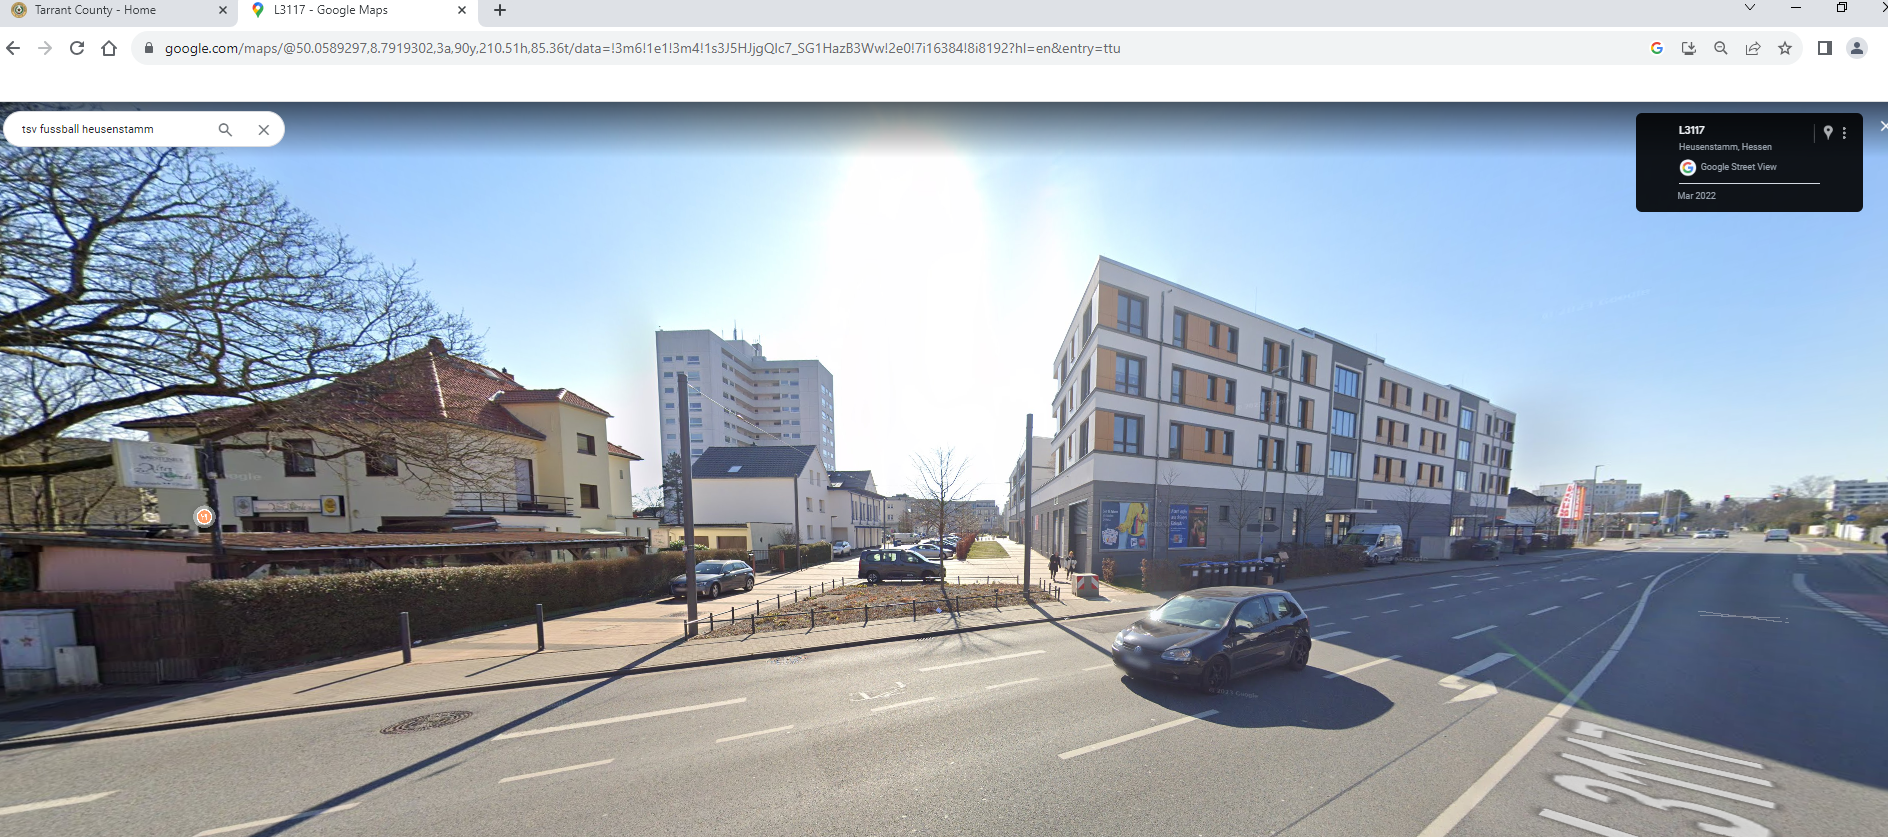 Tarrant County - Home
L3117 - Google Maps
google.com/maps/@50.0589297,8.7919302,3a,90y,210.51h,85.36t/data=!3m6!1e1!3m4!1s3J5HJjgQIc7_SG1HazB3Ww!2e0!7i16384!8i8192?hl=en&entry=ttu
tsv fussball heusenstamm
L3117
Heusenstamm, Hessen
Google Street View
Mar 2022
L3117